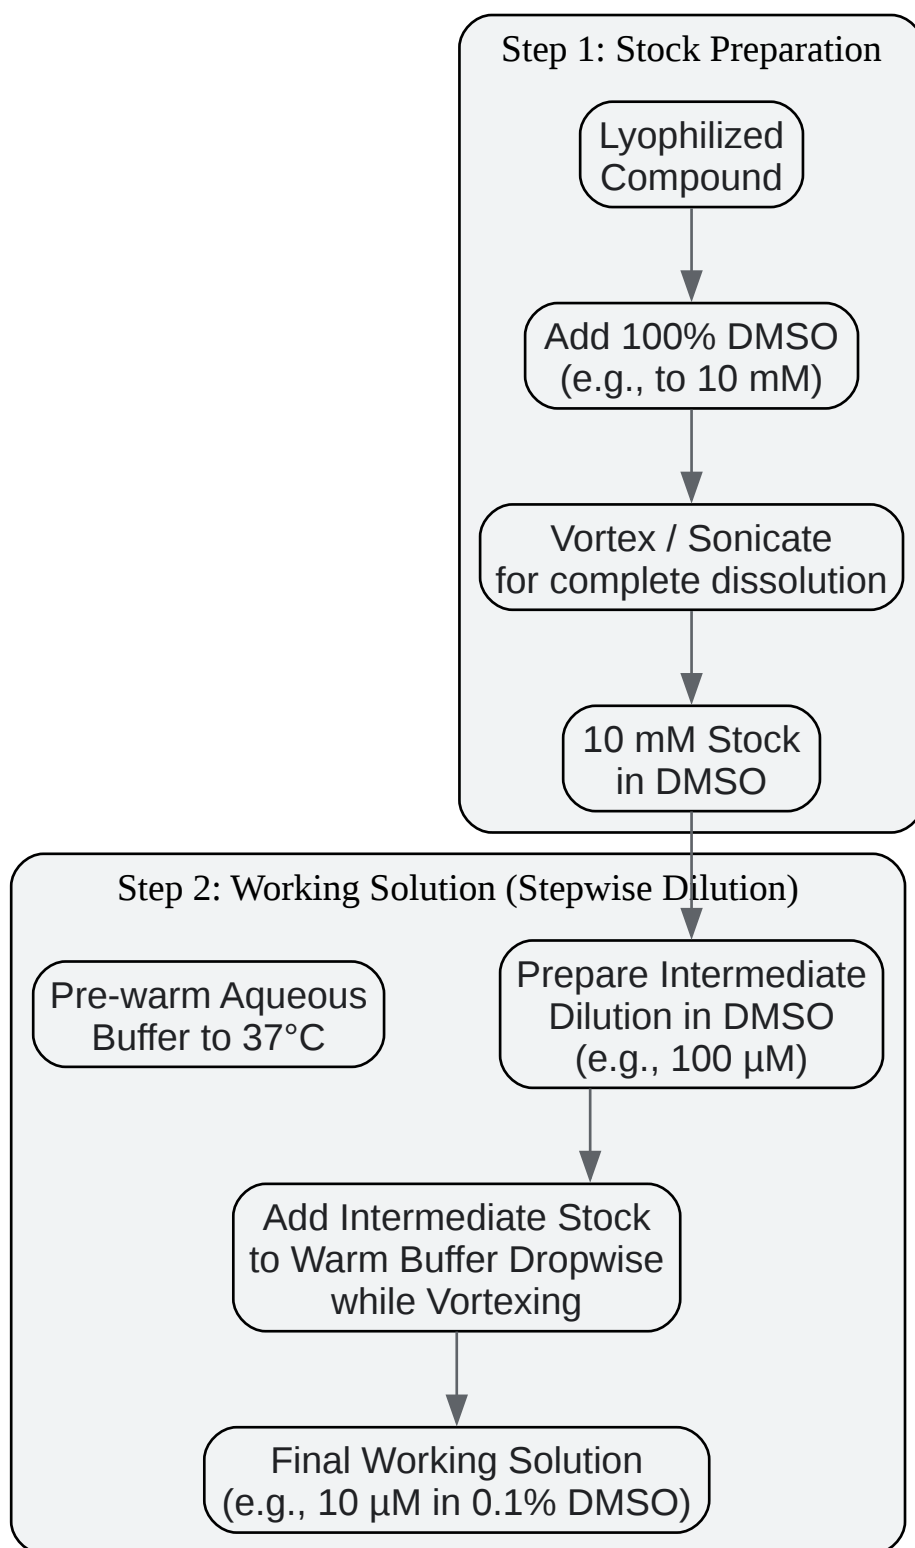 Step 1: Stock Preparation
Lyophilized
Compound
Add 100% DMSO
(e.g., to 10 mM)
Vortex / Sonicate
for complete dissolution
10 mM Stock
in DMSO
Step 2: Working Solution (Stepwise Dilution)
Pre-warm Aqueous
Buffer to 37°C
Prepare Intermediate
Dilution in DMSO
(e.g., 100 µM)
Add Intermediate Stock
to Warm Buffer Dropwise
while Vortexing
Final Working Solution
(e.g., 10 µM in 0.1% DMSO)